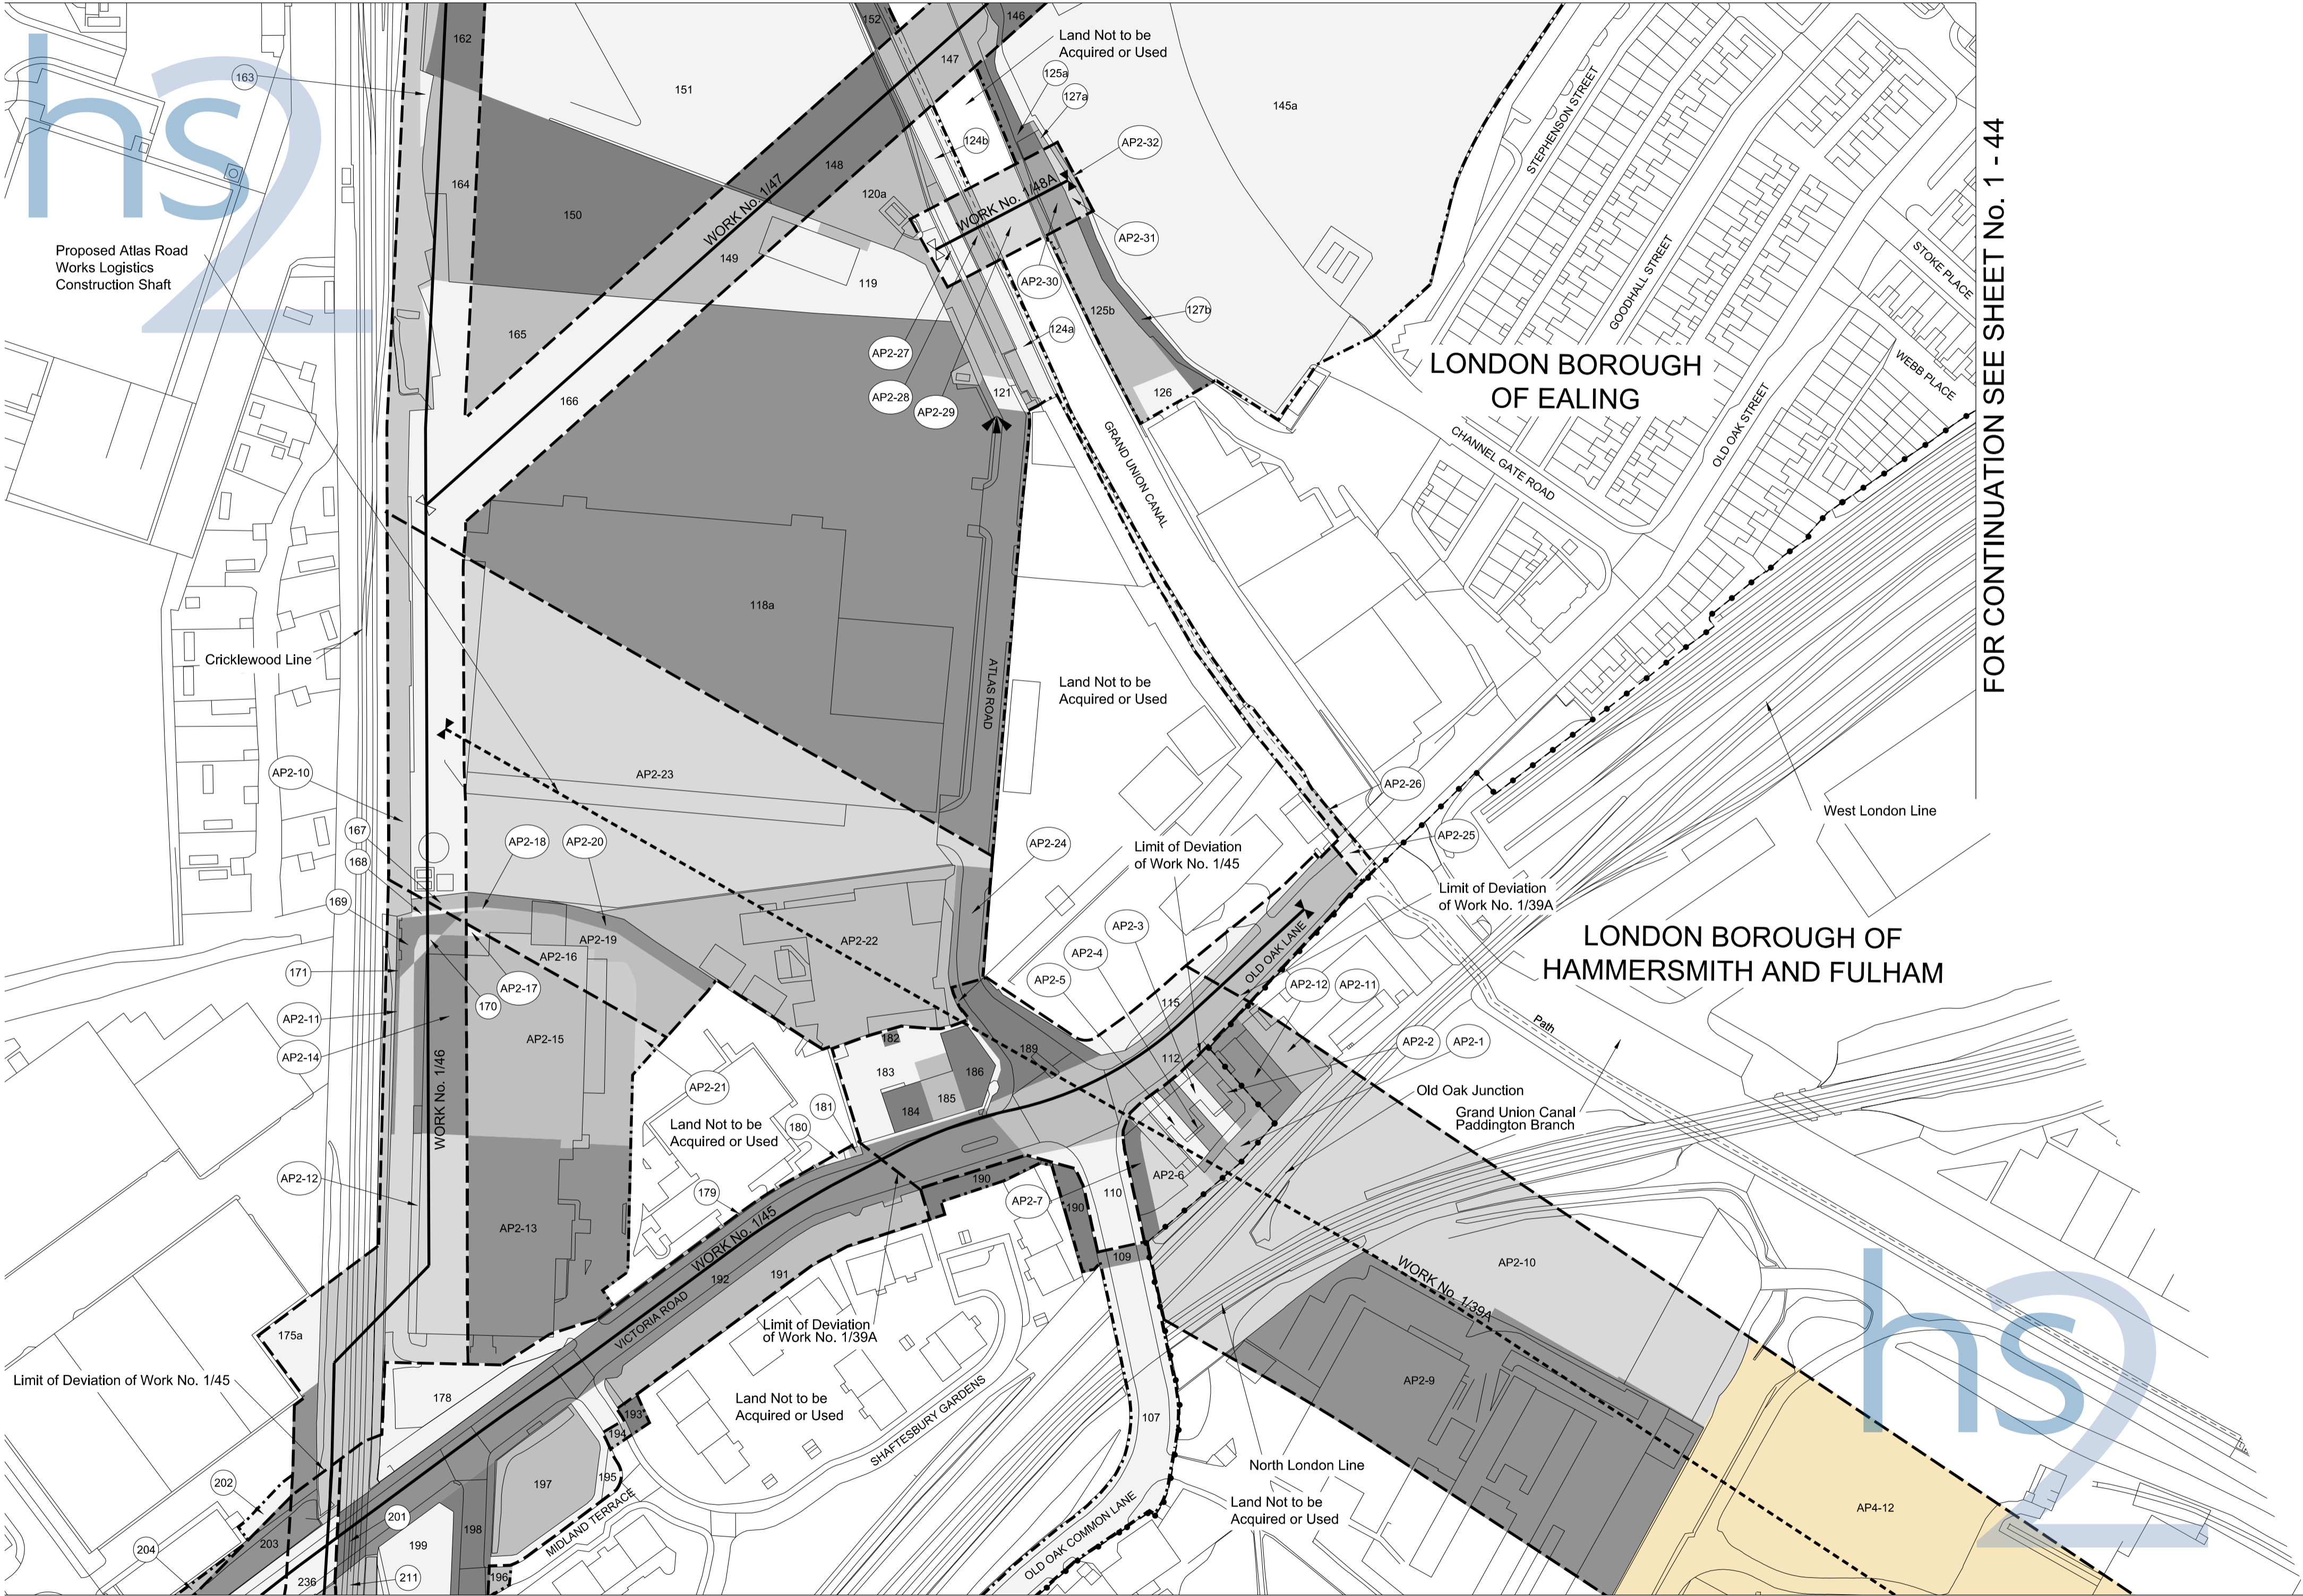 hs2
162
163
151
152
146
147
Land Not to be
Acquired or Used
125a
127a
145a
124b
AP2-32
148
164
150
120a
WORK No. 1/47
WORK No. 1/48A
149
119
AP2-31
AP2-30
Proposed Atlas Road
Works Logistics
Construction Shaft
STEPHENSON STREET
GOODHALL STREET
STOKE PLACE
WEBB PLACE
OLD OAK STREET
CHANNEL GATE ROAD
FOR CONTINUATION SEE SHEET No. 1 - 44
165
125b
127b
124a
AP2-27
AP2-28
AP2-29
121
126
166
LONDON BOROUGH
OF EALING
GRAND UNION CANAL
118a
ATLAS ROAD
Cricklewood Line
Land Not to be
Acquired or Used
AP2-10
AP2-23
AP2-26
West London Line
167
168
169
AP2-18
AP2-20
AP2-24
Limit of Deviation
of Work No. 1/45
AP2-25
Limit of Deviation
of Work No. 1/39A
AP2-3
AP2-4
AP2-5
AP2-19
AP2-22
AP2-16
OLD OAK LANE
LONDON BOROUGH OF
HAMMERSMITH AND FULHAM
171
170
AP2-17
AP2-11
AP2-14
AP2-15
AP2-12
AP2-11
115
Path
189
112
AP2-2
AP2-1
182
183
186
184
185
AP2-21
WORK No. 1/46
Old Oak Junction
Grand Union Canal
Paddington Branch
Land Not to be
Acquired or Used
181
180
AP2-12
179
190
AP2-7
190
110
AP2-6
109
AP2-13
WORK No. 1/45
192
191
VICTORIA ROAD
AP2-10
WORK No. 1/39A
hs2
175a
Limit of Deviation
of Work No. 1/39A
Limit of Deviation of Work No. 1/45
178
AP2-9
Land Not to be
Acquired or Used
193
194
SHAFTESBURY GARDENS
107
North London Line
197
195
202
201
198
199
203
204
236
211
196
MIDLAND TERRACE
OLD OAK COMMON LANE
Land Not to be
Acquired or Used
AP4-12